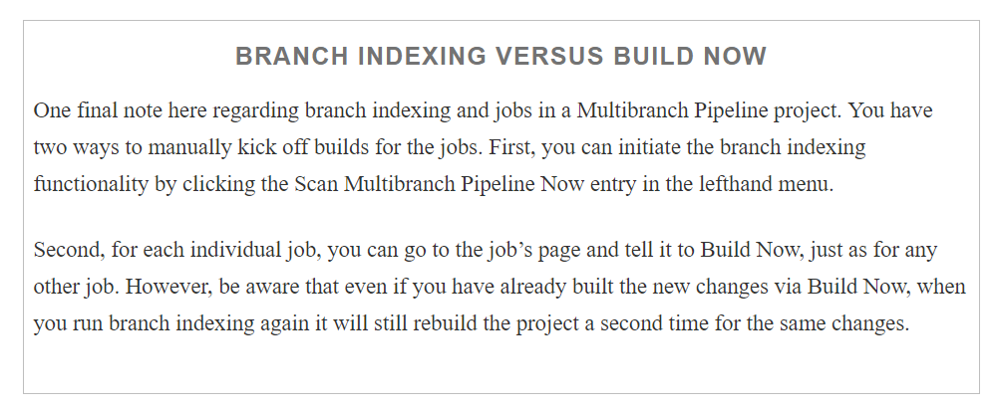 BRANCH INDEXING VERSUS BUILD NOW
One final note here regarding branch indexing and jobs in a Multibranch Pipeline project. You have
two ways to manually kick off builds for the jobs. First, you can initiate the branch indexing
functionality by clicking the Scan Multibranch Pipeline Now entry in the lefthand menu.
Second, for each individual job, you can go to the job’s page and tell it to Build Now, just as for any
other job. However, be aware that even if you have already built the new changes via Build Now, when
you run branch indexing again it will still rebuild the project a second time for the same changes.